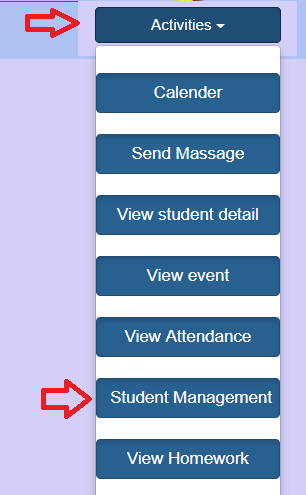 Activities
Calender
Send Massage
View student detail
View event
View Attendance
Student Management
View Homework